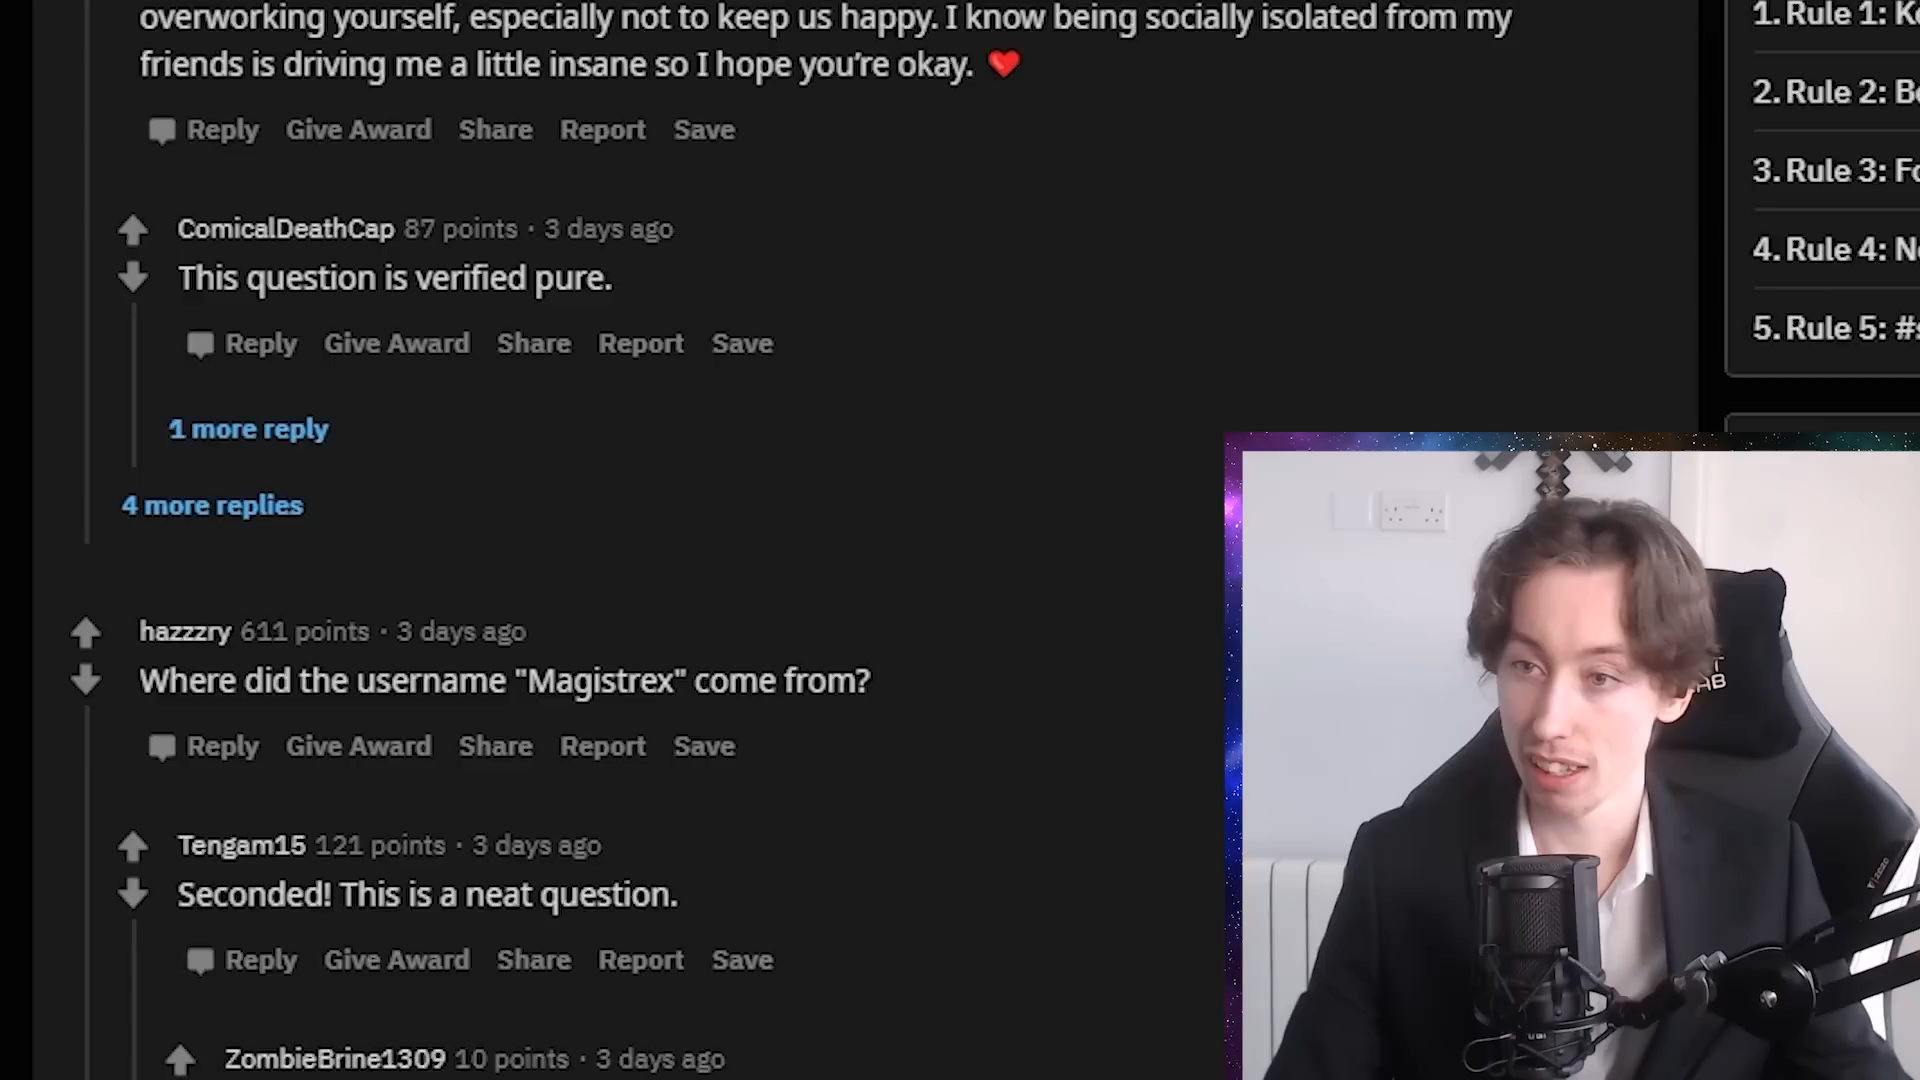 overworking yourself, especially not to keep us happy. I know being socially isolated from my
friends is driving me a little insane so I hope you're okay. ❤️
Reply Give Award Share Report Save
ComicalDeathCap 87 points · 3 days ago
This question is verified pure.
Reply Give Award Share Report Save
1 more reply
4 more replies
hazzzry 611 points · 3 days ago
Where did the username "Magistrex" come from?
Reply Give Award Share Report Save
Tengam15 121 points · 3 days ago
Seconded! This is a neat question.
Reply Give Award Share Report Save
ZombieBrine1309 10 points · 3 days ago
1. Rule 1:
2. Rule 2:
3. Rule 3:
4. Rule 4:
5. Rule 5: